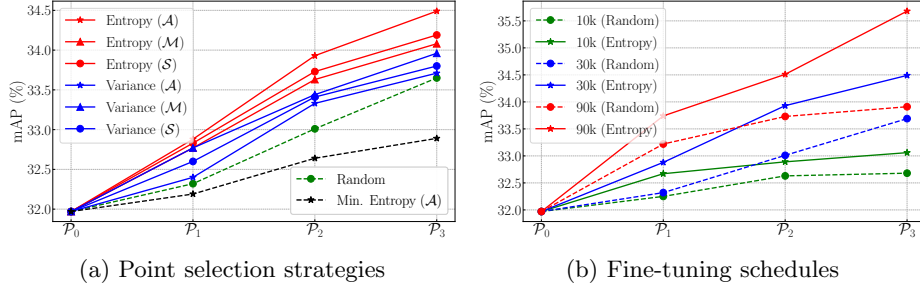 34.5
34.0
33.5
33.0
32.5
32.0
mAP (%)
Entropy (𝒜)
Entropy (ℳ)
Entropy (𝒮)
Variance (𝒜)
Variance (ℳ)
Variance (𝒮)
Random
Min. Entropy (𝒜)
𝒫₀ 𝒫₁ 𝒫₂ 𝒫₃
(a) Point selection strategies
35.5
35.0
34.5
34.0
33.5
33.0
32.5
32.0
mAP (%)
10k (Random)
10k (Entropy)
30k (Random)
30k (Entropy)
90k (Random)
90k (Entropy)
𝒫₀ 𝒫₁ 𝒫₂ 𝒫₃
(b) Fine-tuning schedules